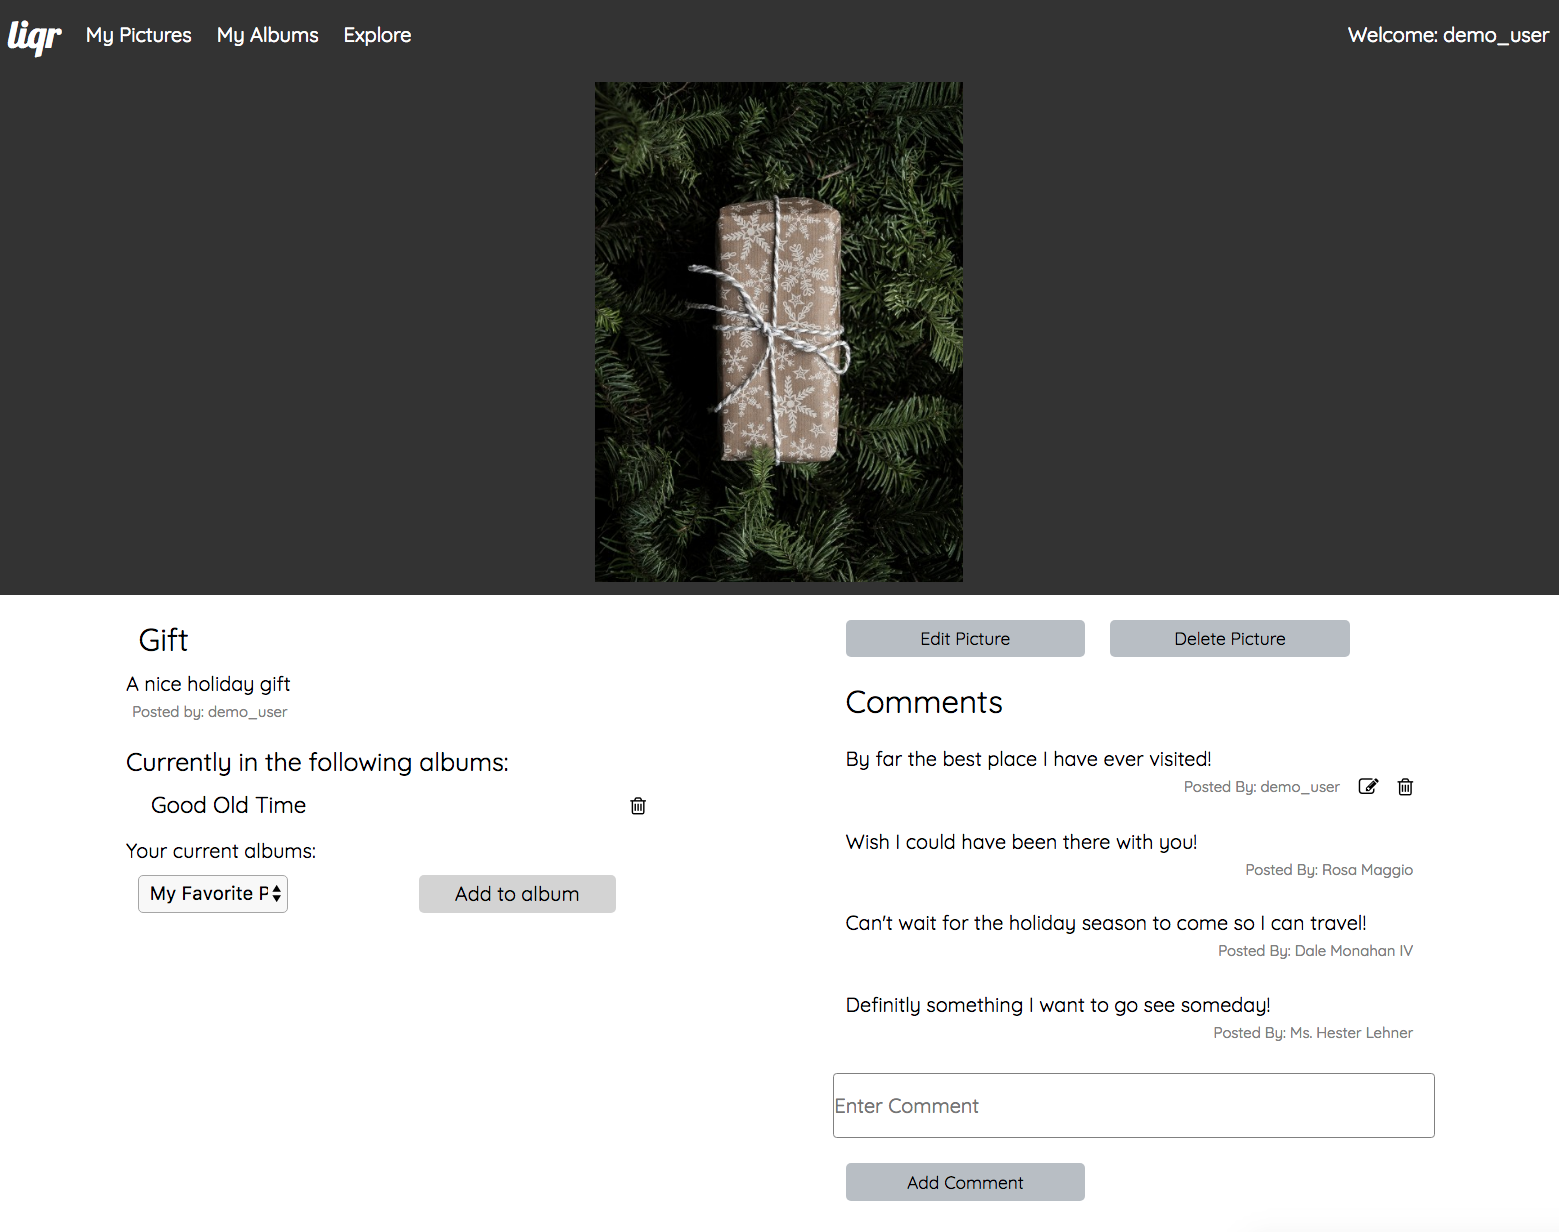 liqr My Pictures My Albums Explore Welcome: demo_user
Gift
A nice holiday gift
Posted by: demo_user
Currently in the following albums:
Good Old Time
Your current albums:
My Favorite P
Add to album
Edit Picture Delete Picture
Comments
By far the best place I have ever visited!
Posted By: demo_user
Wish I could have been there with you!
Posted By: Rosa Maggio
Can't wait for the holiday season to come so I can travel!
Posted By: Dale Monahan IV
Definitly something I want to go see someday!
Posted By: Ms. Hester Lehner
Enter Comment
Add Comment